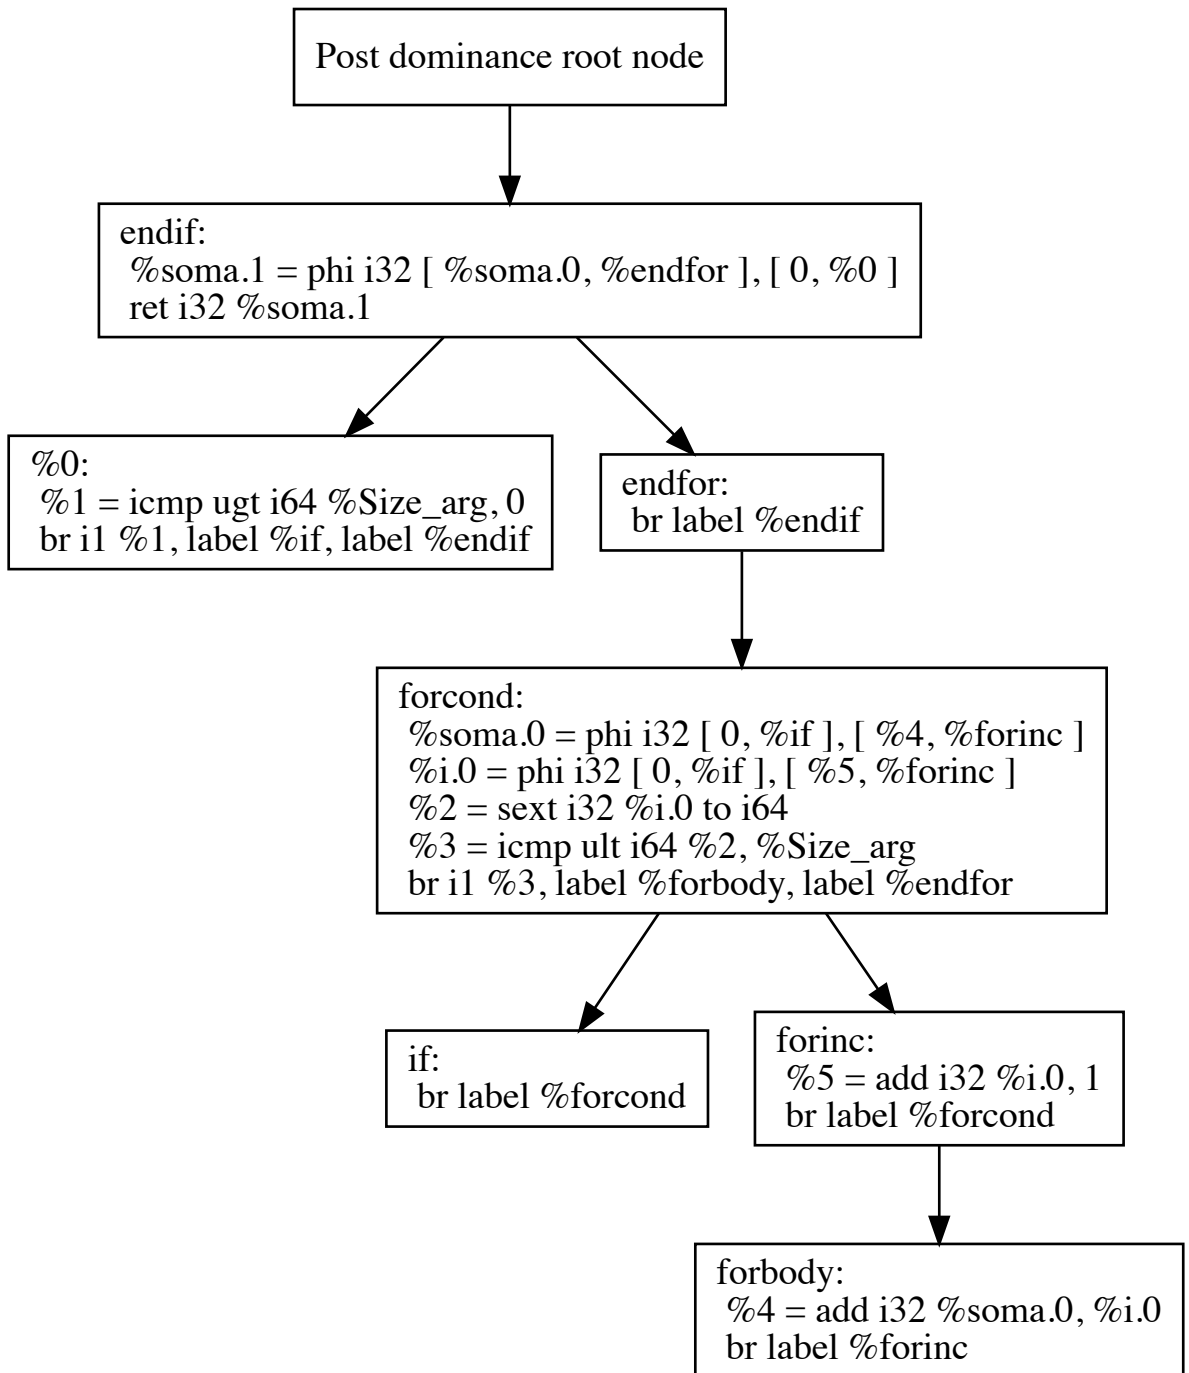 Post dominance root node
endif:
%soma.1 = phi i32 [ %soma.0, %endfor ], [ 0, %0 ]
ret i32 %soma.1
%0:
%1 = icmp ugt i64 %Size_arg, 0
br i1 %1, label %if, label %endif
endfor:
br label %endif
forcond:
%soma.0 = phi i32 [ 0, %if ], [ %4, %forinc ]
%i.0 = phi i32 [ 0, %if ], [ %5, %forinc ]
%2 = sext i32 %i.0 to i64
%3 = icmp ult i64 %2, %Size_arg
br i1 %3, label %forbody, label %endfor
if:
br label %forcond
forinc:
%5 = add i32 %i.0, 1
br label %forcond
forbody:
%4 = add i32 %soma.0, %i.0
br label %forinc